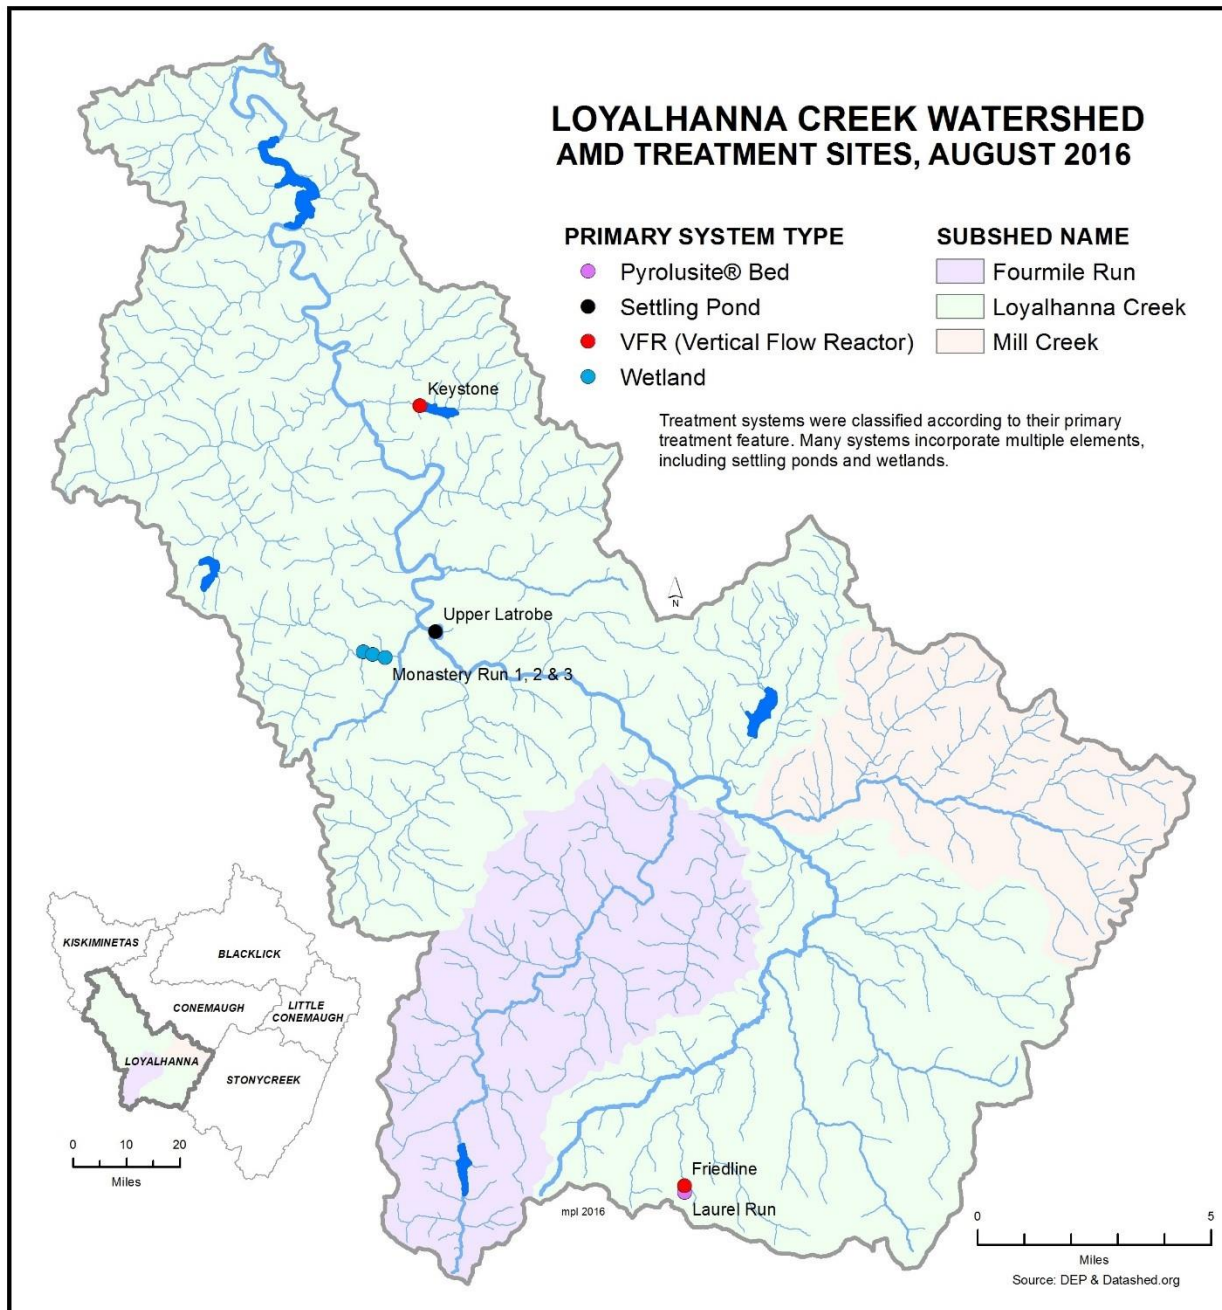 LOYALHANNA CREEK WATERSHED
AMD TREATMENT SITES, AUGUST 2016
PRIMARY SYSTEM TYPE
Pyrolusite® Bed
Settling Pond
VFR (Vertical Flow Reactor)
Wetland
SUBSHED NAME
Fourmile Run
Loyalhanna Creek
Mill Creek
Treatment systems were classified according to their primary
treatment feature. Many systems incorporate multiple elements,
including settling ponds and wetlands.
Keystone
N
Upper Latrobe
Monastery Run 1, 2 & 3
KISKIMINETAS
BLACKLICK
CONEMAUGH
LITTLE
CONEMAUGH
LOYALHANNA
STONYCREEK
0 10 20
Miles
Friedline
Laurel Run
mpl 2016
0 5
Miles
Source: DEP & Datashed.org